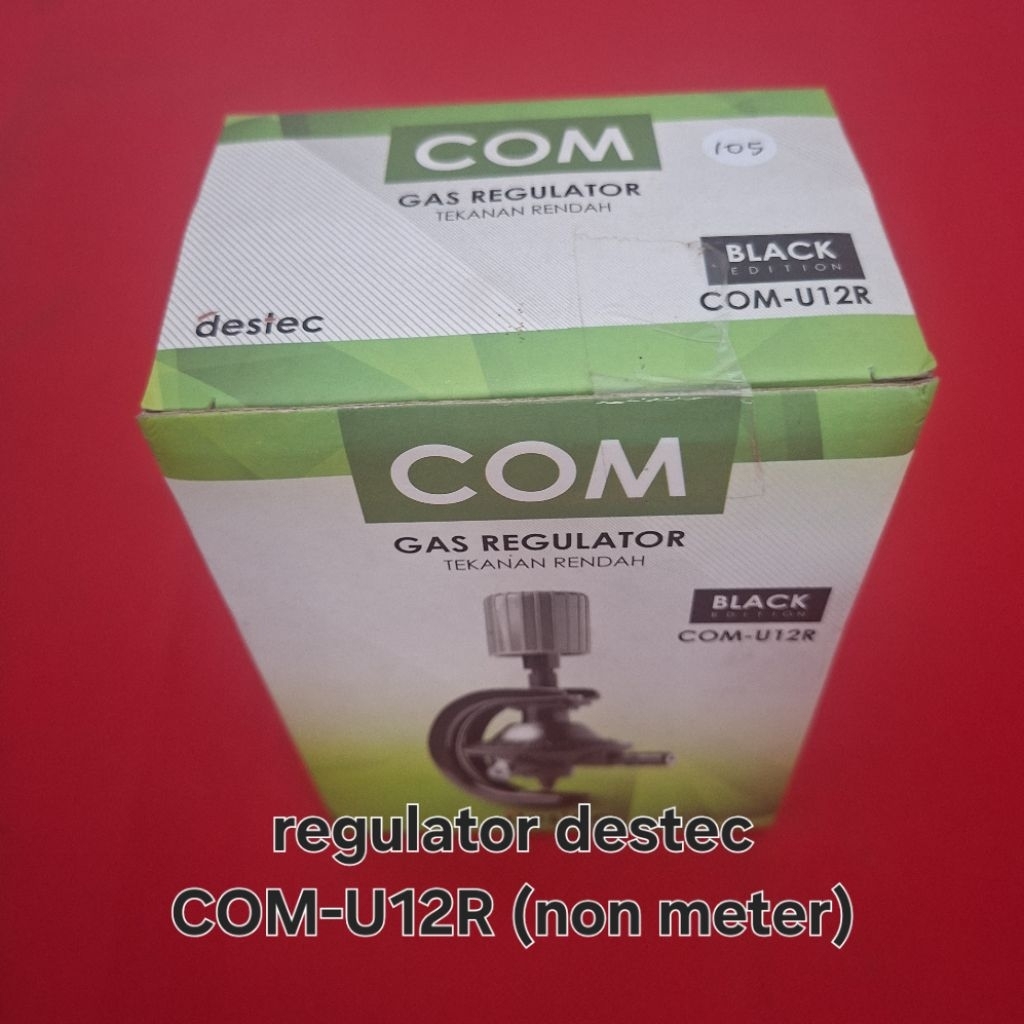 COM
105
GAS REGULATOR
TEKANAN RENDAH
BLACK
EDITION
COM-U12R
destec
COM
GAS REGULATOR
TEKANAN RENDAH
BLACK
EDITION
COM-U12R
regulator destec
COM-U12R (non meter)